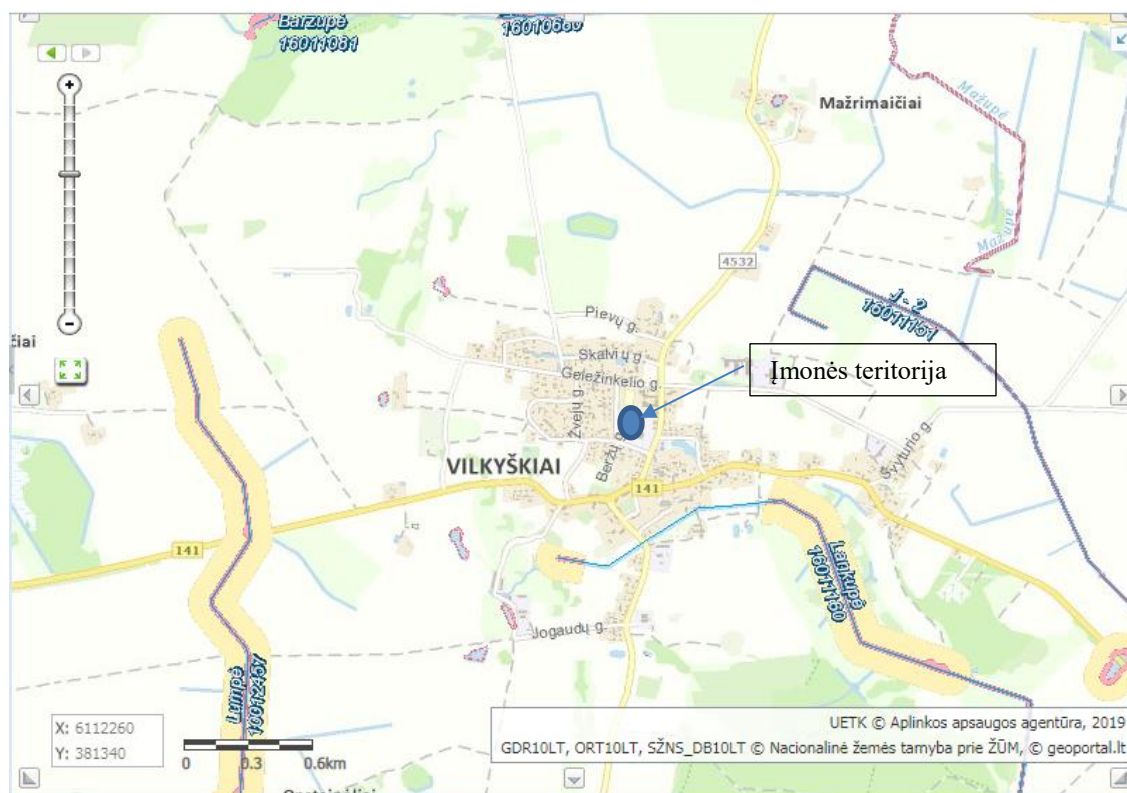 Barzupė
16011081
Mažrimaičiai
Mažupė
Mažupė
4532
J - 2
16011161
Pievų g.
Skalvių g.
Geležinkelio g.
Įmonės teritorija
Žvejų g.
Beržų g.
Švyturio g.
VILKYŠKIAI
141
141
Lankupė
16011160
Jogaudų g.
Lumpė
X: 6112260
Y: 381340
0 0.3 0.6km
UETK © Aplinkos apsaugos agentūra, 2019
GDR10LT, ORT10LT, SŽNS_DB10LT © Nacionalinė žemės tarnyba prie ŽŪM, © geoportal.lt